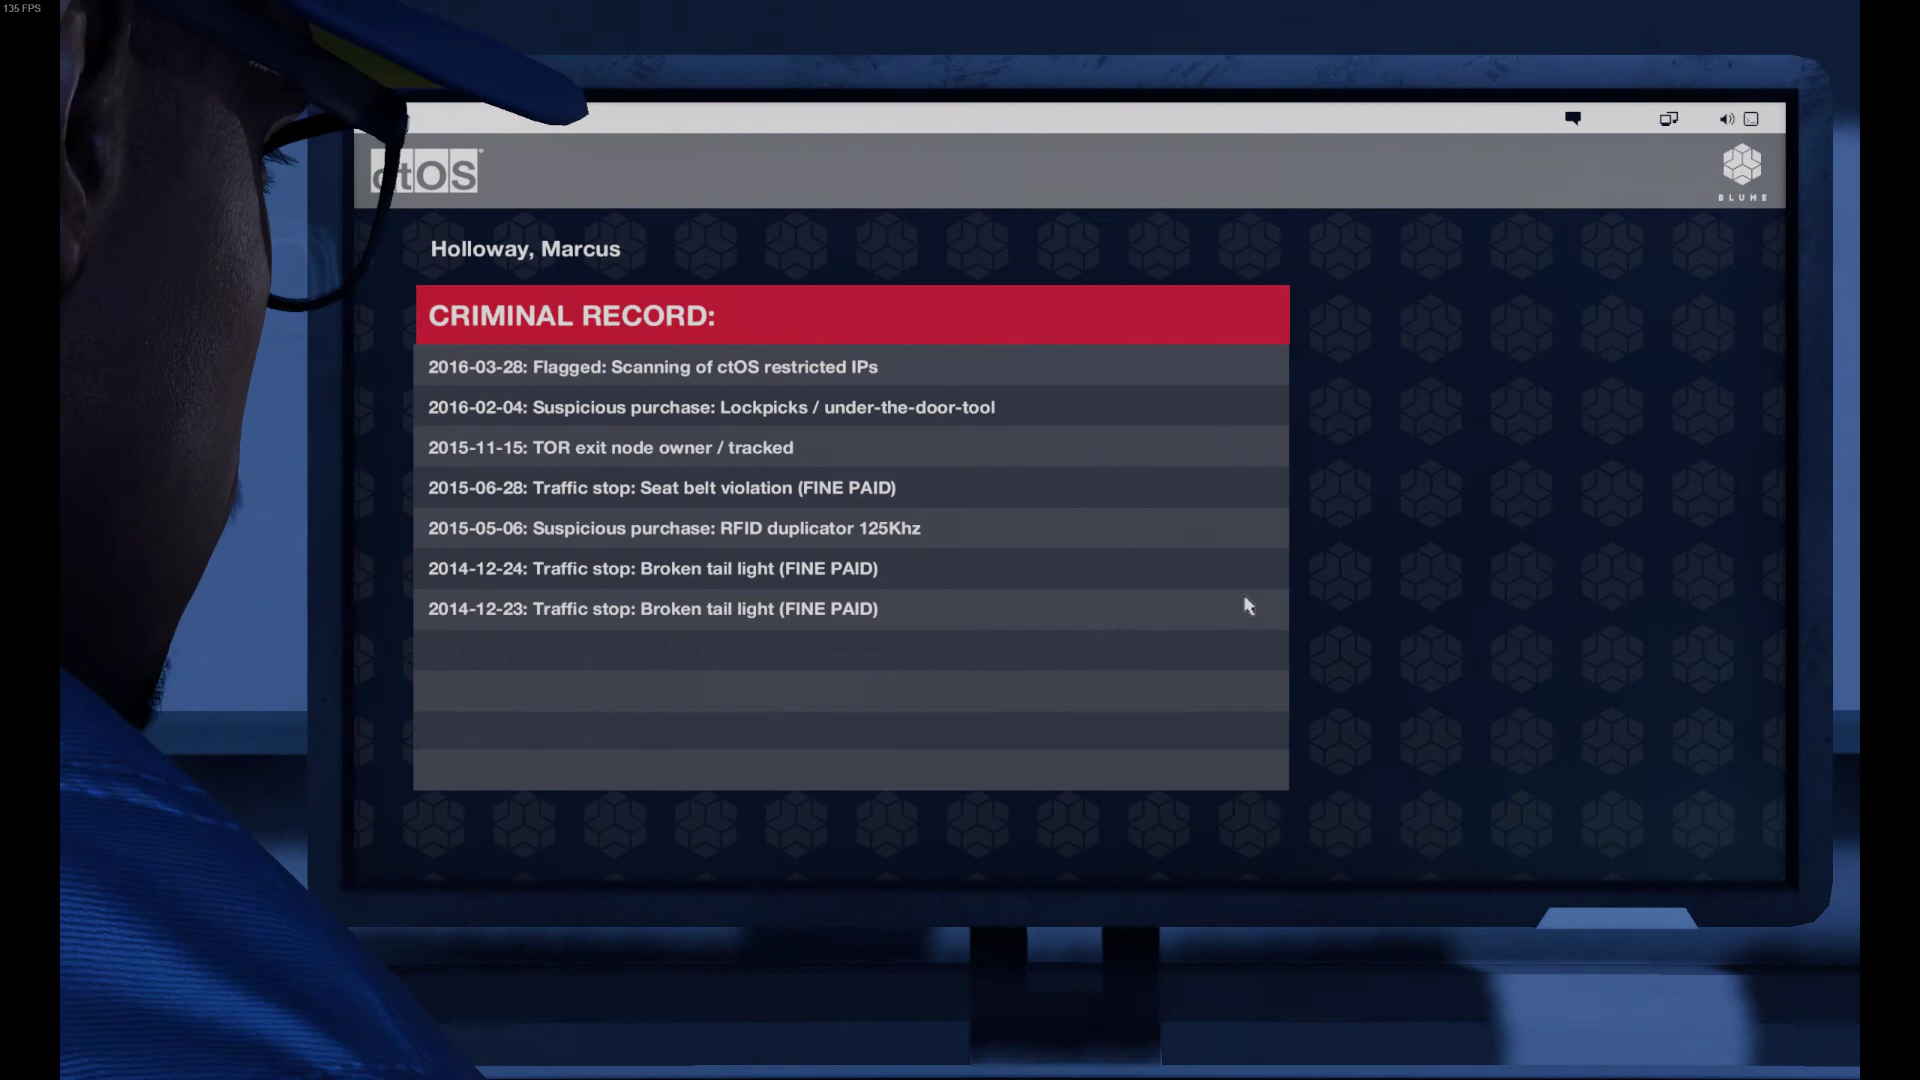 135 FPS
ctOS
BLUME
Holloway, Marcus
CRIMINAL RECORD:
2016-03-28: Flagged: Scanning of ctOS restricted IPs
2016-02-04: Suspicious purchase: Lockpicks / under-the-door-tool
2015-11-15: TOR exit node owner / tracked
2015-06-28: Traffic stop: Seat belt violation (FINE PAID)
2015-05-06: Suspicious purchase: RFID duplicator 125Khz
2014-12-24: Traffic stop: Broken tail light (FINE PAID)
2014-12-23: Traffic stop: Broken tail light (FINE PAID)